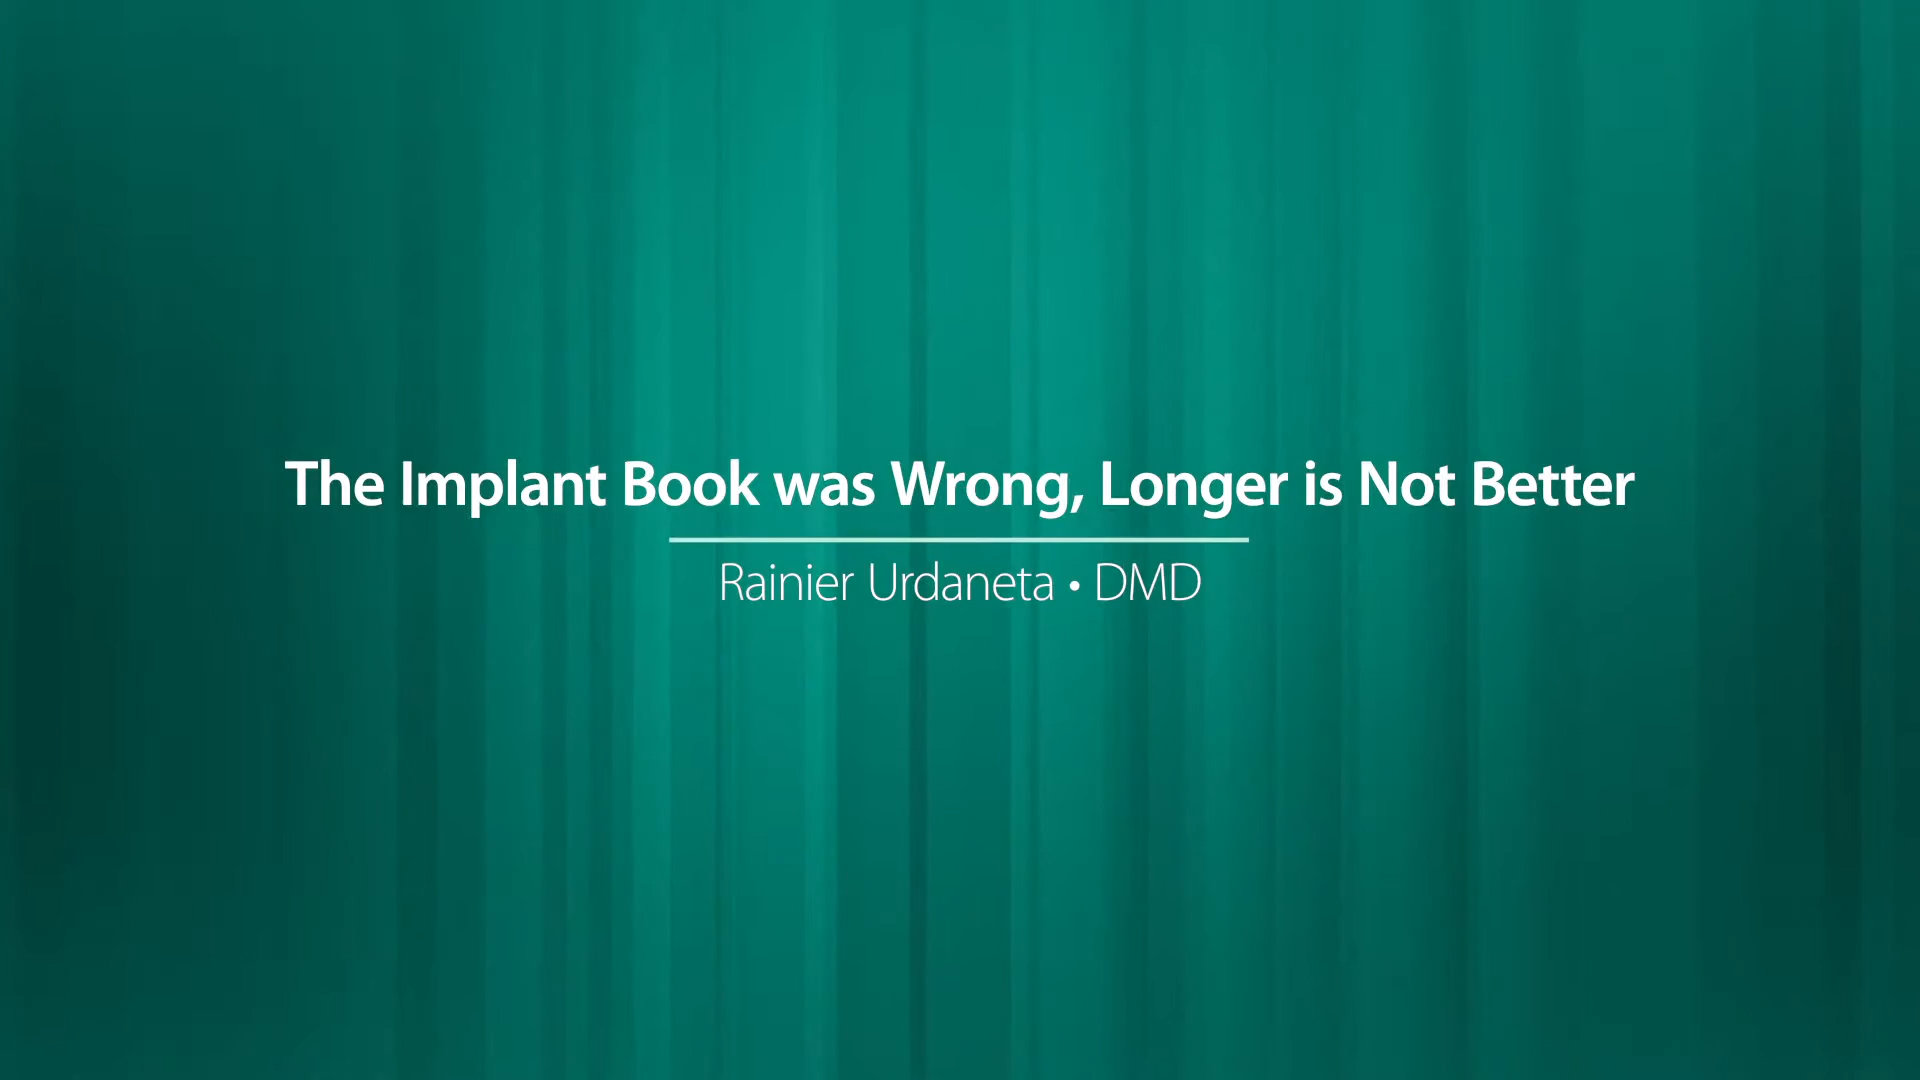 The Implant Book was Wrong, Longer is Not Better
Rainier Urdaneta • DMD